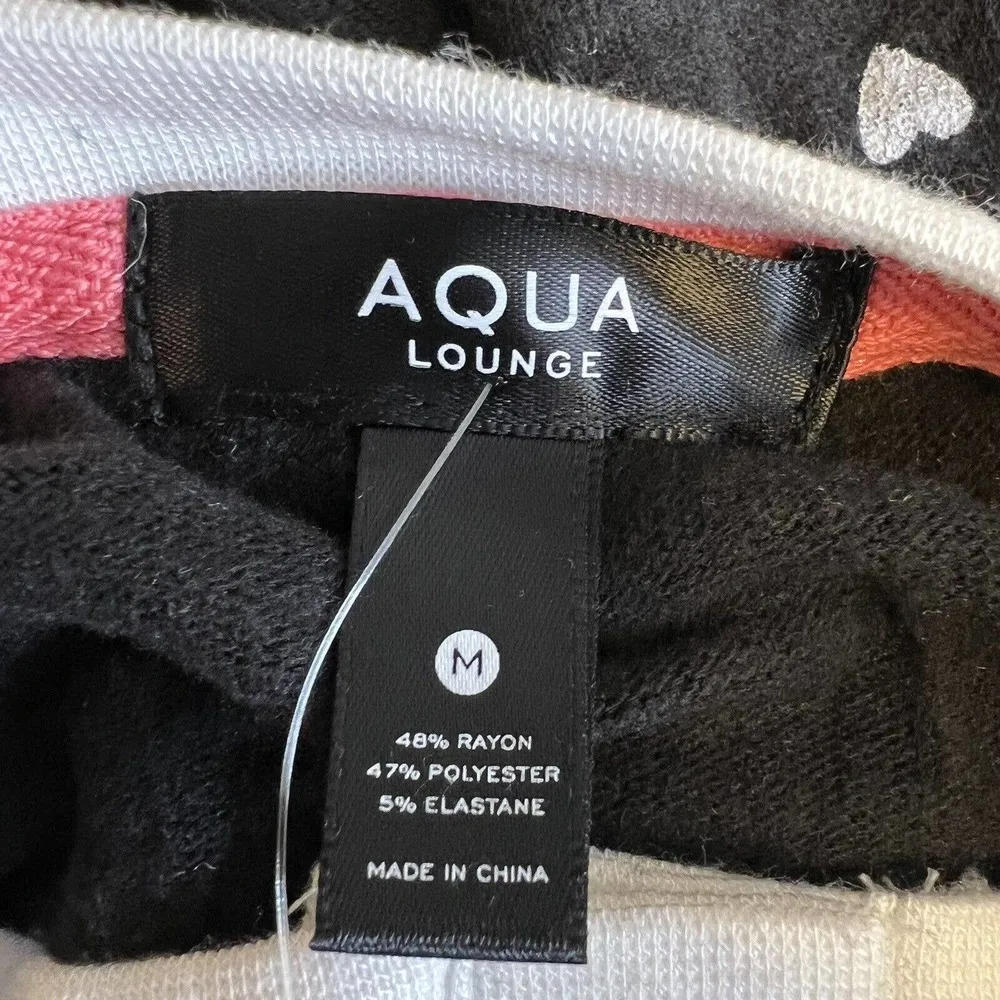 AQUA
LOUNGE
M
48% RAYON
47% POLYESTER
5% ELASTANE
MADE IN CHINA